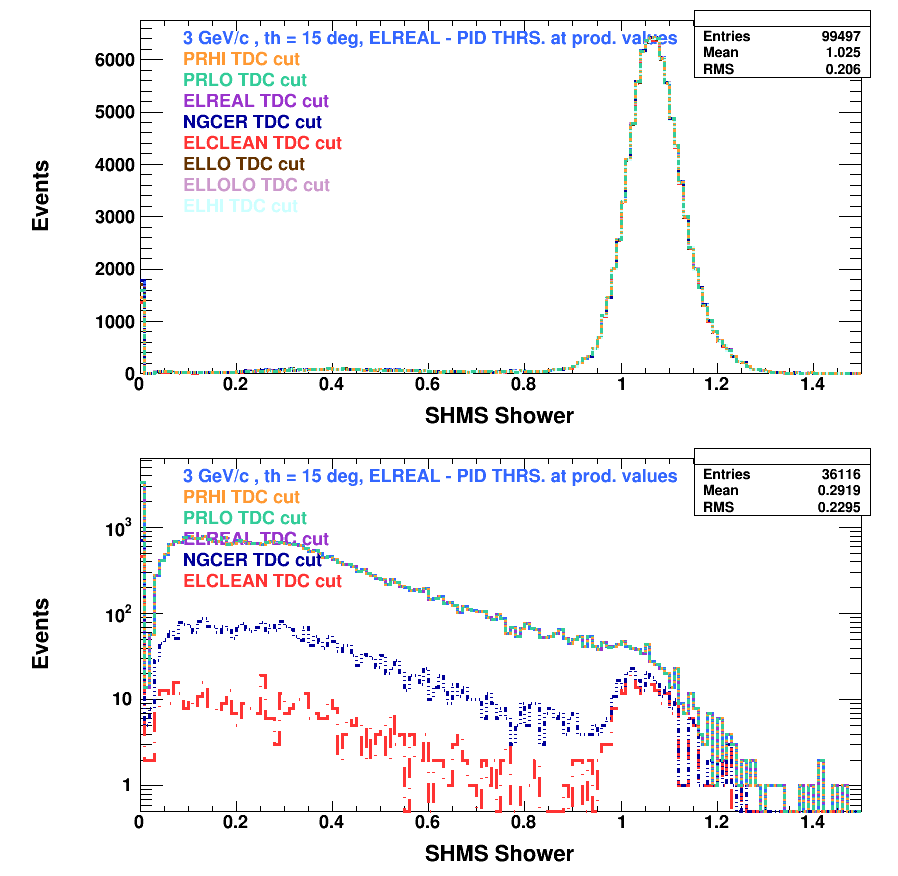 3 GeV/c , th = 15 deg, ELREAL - PID THRS. at prod. values
PRHI TDC cut
PRLO TDC cut
ELREAL TDC cut
NGCER TDC cut
ELCLEAN TDC cut
ELLO TDC cut
ELLOLO TDC cut
ELHI TDC cut
Entries 99497
Mean 1.025
RMS 0.206
Events
6000
5000
4000
3000
2000
1000
0
0 0.2 0.4 0.6 0.8 1 1.2 1.4
SHMS Shower
3 GeV/c , th = 15 deg, ELREAL - PID THRS. at prod. values
PRHI TDC cut
PRLO TDC cut
ELREAL TDC cut
NGCER TDC cut
ELCLEAN TDC cut
Entries 36116
Mean 0.2919
RMS 0.2295
Events
10³
10²
10
1
0 0.2 0.4 0.6 0.8 1 1.2 1.4
SHMS Shower